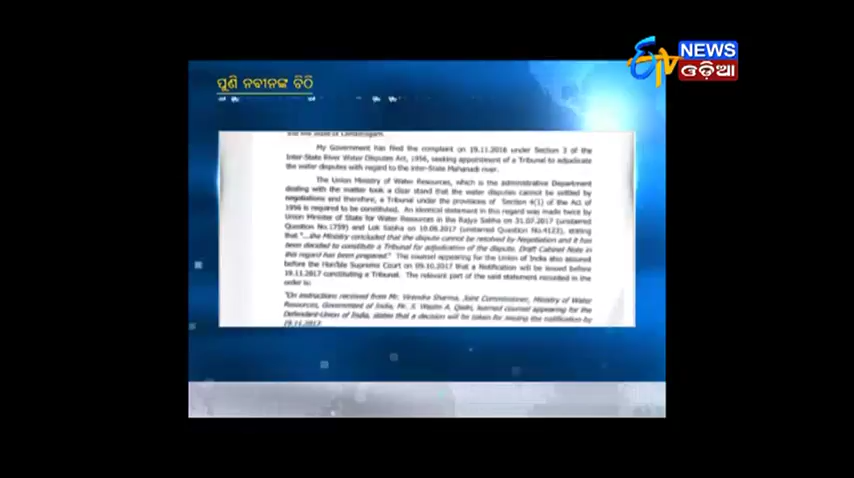 ETV NEWS
ଓଡ଼ିଆ
ପୁଣି ନବୀନଙ୍କ ଚିଠି
My Government has filed the complaint on 19.11.2016 under Section 3 of the
Inter-State River Water Disputes Act, 1956, seeking appointment of a Tribunal to adjudicate
the water disputes with regard to the inter-State Mahanadi river.
The Union Ministry of Water Resources, which is the administrative Department
dealing with the matter took a clear stand that the water disputes cannot be settled by
negotiations and therefore, a Tribunal under the provisions of Section 4(1) of the Act of
1956 is required to be constituted. An identical statement in this regard was made twice by
Union Minister of State for Water Resources in the Rajya Sabha on 31.07.2017 (unstarred
Question No.1759) and Lok Sabha on 10.08.2017 (unstarred Question No.4123), stating
that "...the Ministry concluded that the dispute cannot be resolved by Negotiation and it has
been decided to constitute a Tribunal for adjudication of the dispute. Draft Cabinet Note in
this regard has been prepared." The counsel appearing for the Union of India also assured
before the Hon'ble Supreme Court on 09.10.2017 that a Notification will be issued before
19.11.2017 constituting a Tribunal. The relevant part of the said statement recorded in the
order is:
"On instructions received from Mr. Virendra Sharma, Joint Commissioner, Ministry of Water
Resources, Government of India, Mr. S. Wasim A. Qadri, learned counsel appearing for the
Defendant-Union of India, states that a decision will be taken for issuing the notification by
19.11.2017